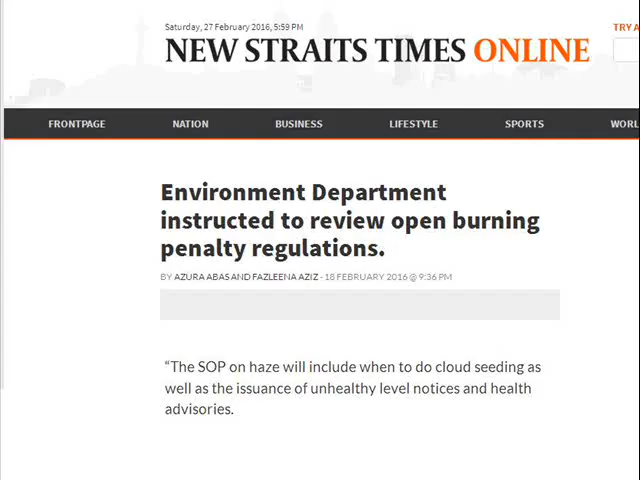 Saturday, 27 February 2016, 5:59 PM
TRY A
NEW STRAITS TIMES ONLINE
FRONTPAGE NATION BUSINESS LIFESTYLE SPORTS WORL
Environment Department
instructed to review open burning
penalty regulations.
BY AZURA ABAS AND FAZLEENA AZIZ - 18 FEBRUARY 2016 @ 9:36 PM
“The SOP on haze will include when to do cloud seeding as
well as the issuance of unhealthy level notices and health
advisories.